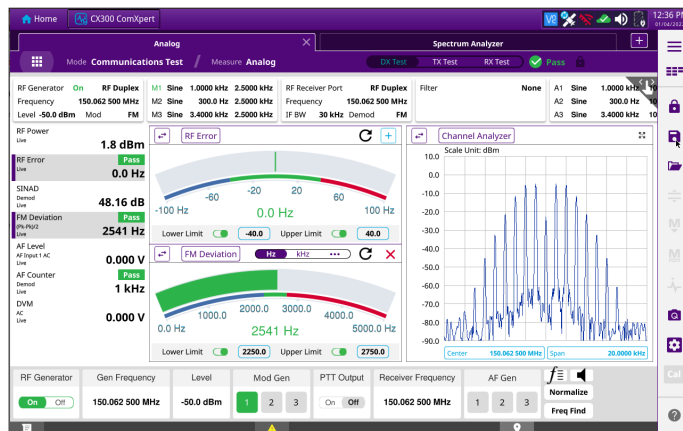 Home
CX300 ComXpert
12:36 PM
01/04/2022
Analog
Spectrum Analyzer
Mode Communications Test / Measure Analog
DX Test TX Test RX Test Pass
RF Generator On RF Duplex
Frequency 150.062 500 MHz
Level -50.0 dBm Mod FM
M1 Sine 1.0000 kHz 2.5000 kHz
M2 Sine 300.0 Hz 2.5000 kHz
M3 Sine 3.4000 kHz 2.5000 kHz
RF Receiver Port RF Duplex
Frequency 150.062 500 MHz
IF BW 30 kHz Demod FM
Filter None
A1 Sine 1.0000 kHz 10
A2 Sine 300.0 Hz 10
A3 Sine 3.4000 kHz 10
RF Power
Live
1.8 dBm
RF Error Pass
Live
0.0 Hz
SINAD
Demod
Live
48.16 dB
FM Deviation Pass
(Pk-Pk)/2
Live
2541 Hz
AF Level
AF Input 1 AC
Live
0.000 V
AF Counter Pass
Demod
Live
1 kHz
DVM
AC
Live
0.000 V
RF Error
-100 Hz -60 -20 20 60 100 Hz
0.0 Hz
Lower Limit -40.0 Upper Limit 40.0
FM Deviation Hz kHz
0.0 Hz 1000.0 2000.0 3000.0 4000.0 5000.0 Hz
2541 Hz
Lower Limit 2250.0 Upper Limit 2750.0
Channel Analyzer
Scale Unit: dBm
10.0
0.0
-10.0
-20.0
-30.0
-40.0
-50.0
-60.0
-70.0
-80.0
-90.0
Center 150.062 500 MHz Span 20.0000 kHz
RF Generator
On Off
Gen Frequency
150.062 500 MHz
Level
-50.0 dBm
Mod Gen
1 2 3
PTT Output
On Off
Receiver Frequency
150.062 500 MHz
AF Gen
1 2 3
Normalize
Freq Find
M
M
Cal